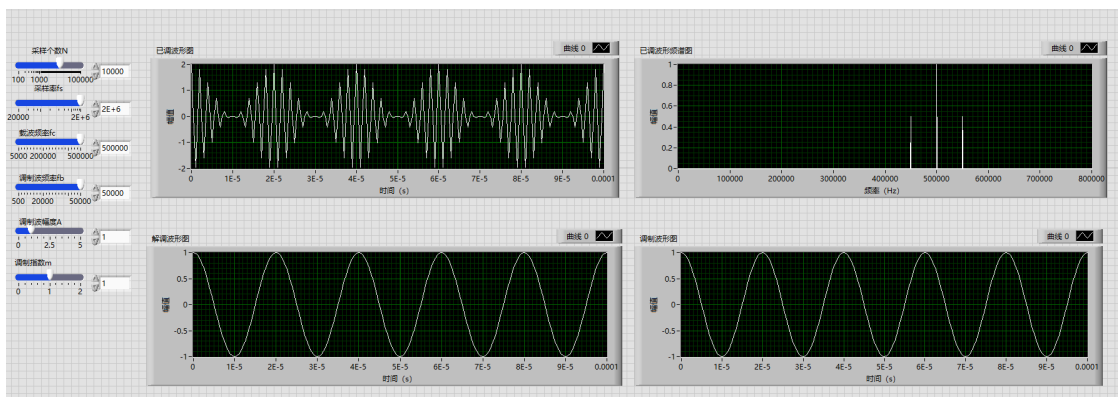 采样个数N
100 1000 100000
10000
采样率fs
20000 2E+6
2E+6
载波频率fc
5000 200000 500000
500000
调制波频率fb
500 20000 50000
50000
调制波幅度A
0 2.5 5
1
调制指数m
0 1 2
1
已调波形图
曲线 0
幅值
2
1
0
-1
-2
0 1E-5 2E-5 3E-5 4E-5 5E-5 6E-5 7E-5 8E-5 9E-5 0.0001
时间 (s)
已调波形频谱图
曲线 0
幅值
1
0.8
0.6
0.4
0.2
0
0 100000 200000 300000 400000 500000 600000 700000 800000
频率 (Hz)
解调波形图
曲线 0
幅值
1
0.5
0
-0.5
-1
0 1E-5 2E-5 3E-5 4E-5 5E-5 6E-5 7E-5 8E-5 9E-5 0.0001
时间 (s)
调制波形图
曲线 0
幅值
1
0.5
0
-0.5
-1
0 1E-5 2E-5 3E-5 4E-5 5E-5 6E-5 7E-5 8E-5 9E-5 0.0001
时间 (s)